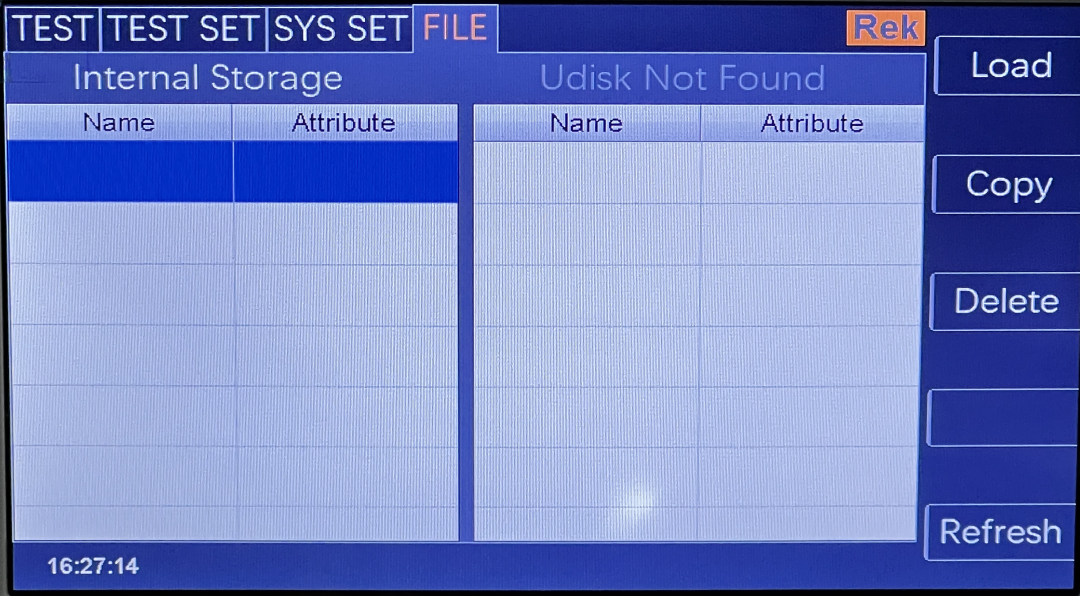 TEST TEST SET SYS SET FILE Rek
Internal Storage Udisk Not Found
Name Attribute Name Attribute
Load
Copy
Delete
Refresh
16:27:14